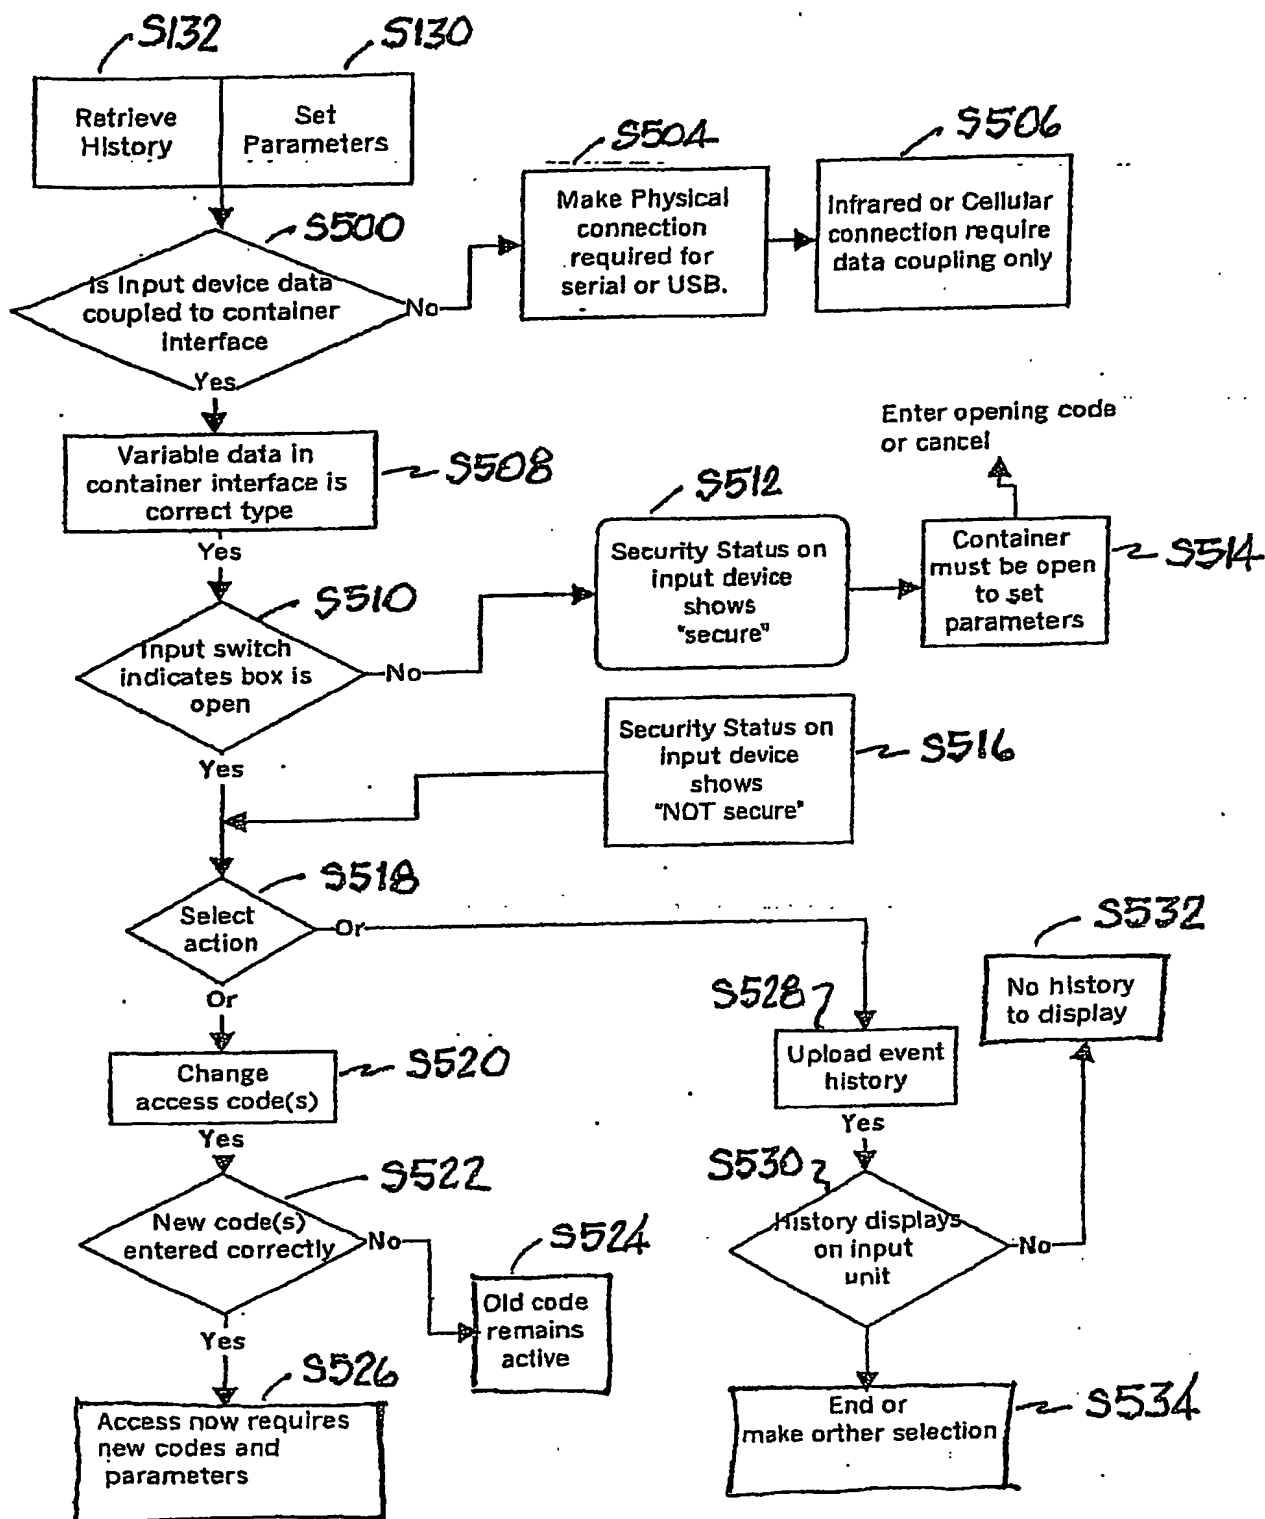 S132
S130
Retrieve
History
Set
Parameters
S504
S506
Make Physical
connection
required for
serial or USB.
Infrared or Cellular
connection require
data coupling only
S500
Is Input device data
coupled to container
interface
No
Yes
Enter opening code
or cancel
Variable data in
container interface is
correct type
S508
Yes
S512
Security Status on
input device
shows
"secure"
Container
must be open
to set
parameters
S514
S510
Input switch
indicates box is
open
No
Yes
Security Status on
input device
shows
"NOT secure"
S516
S518
Select
action
Or
Or
S532
No history
to display
S528
Upload event
history
Yes
Change
access code(s)
S520
Yes
S530
History displays
on input
unit
No
S522
New code(s)
entered correctly
No
Yes
S524
Old code
remains
active
S526
Access now requires
new codes and
parameters
End or
make orther selection
S534